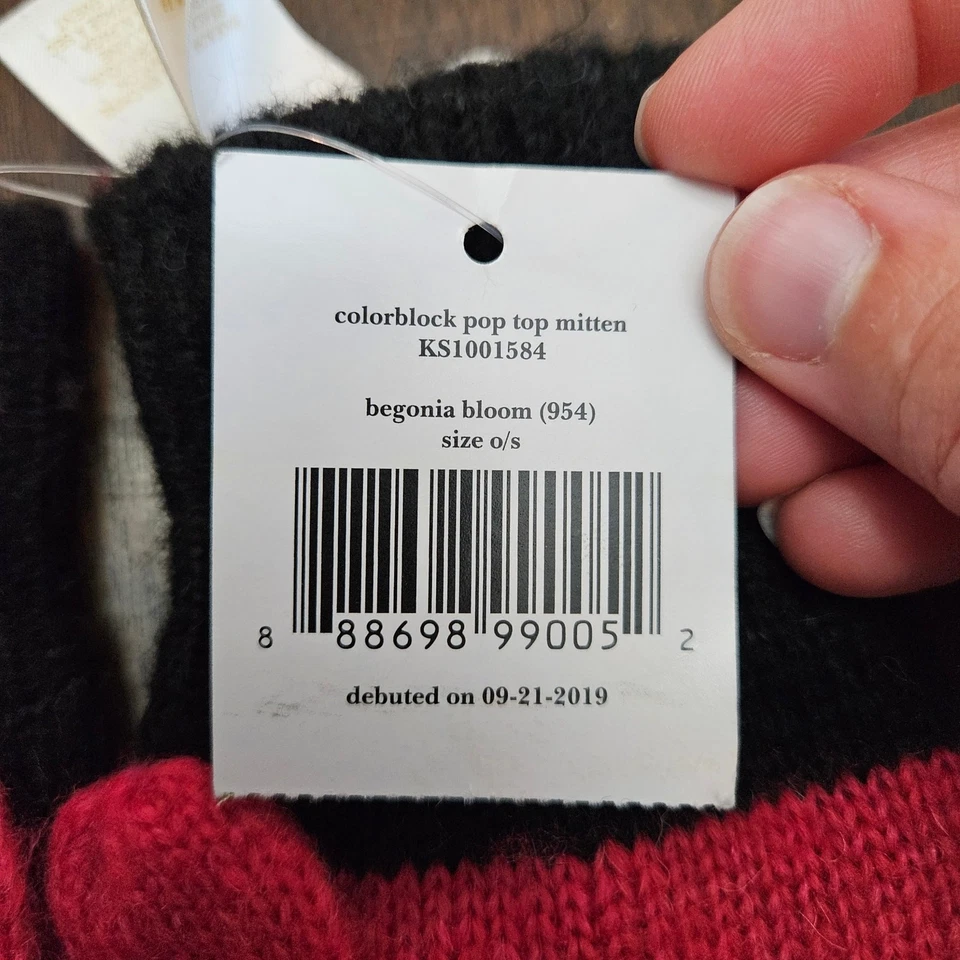 colorblock pop top mitten
KS1001584
begonia bloom (954)
size o/s
8 88698 99005 2
debuted on 09-21-2019